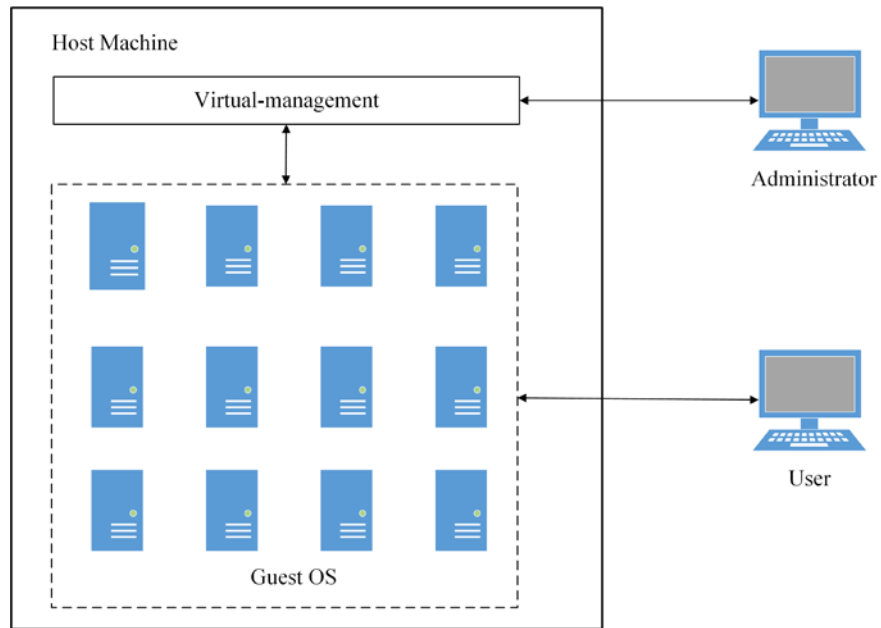 Host Machine
Virtual-management
Administrator
User
Guest OS